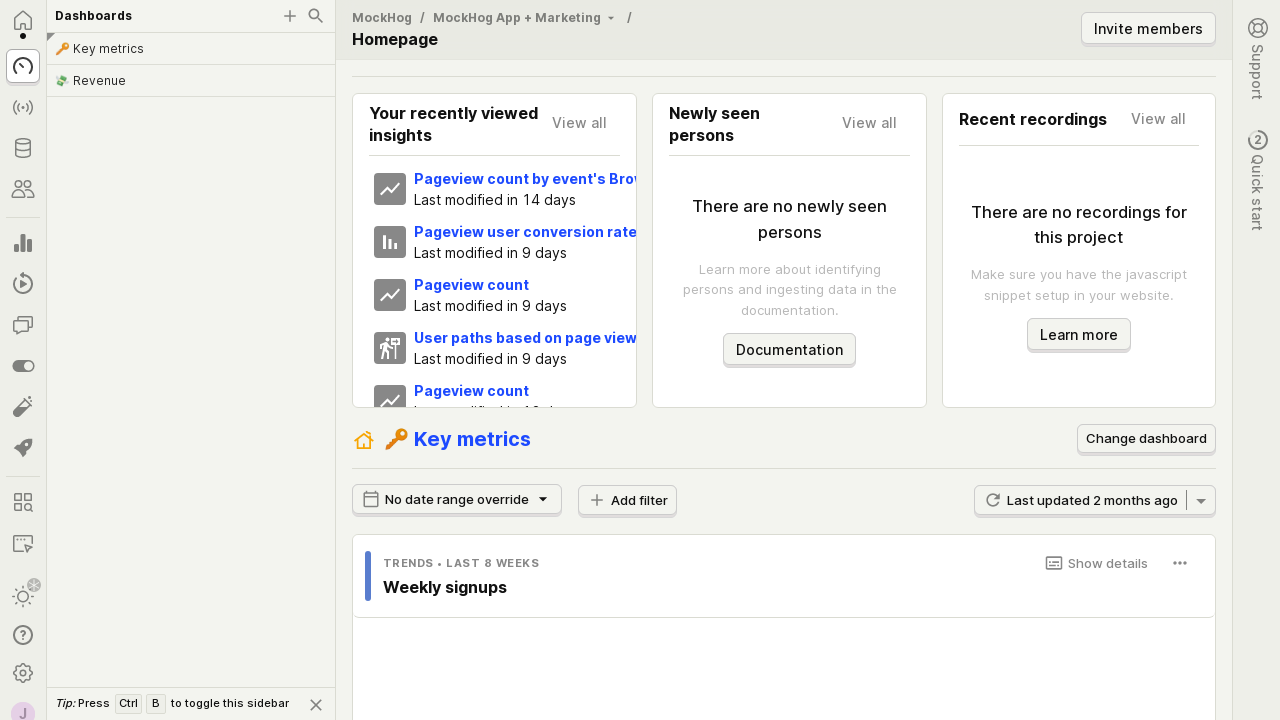 Dashboards
🔑 Key metrics
💸 Revenue
Tip: Press Ctrl B to toggle this sidebar
J
MockHog / MockHog App + Marketing /
Homepage
Invite members
Your recently viewed insights
View all
Pageview count by event's Brow
Last modified in 14 days
Pageview user conversion rate
Last modified in 9 days
Pageview count
Last modified in 9 days
User paths based on page view
Last modified in 9 days
Pageview count
Newly seen persons
View all
There are no newly seen
persons
Learn more about identifying
persons and ingesting data in the
documentation.
Documentation
Recent recordings
View all
There are no recordings for
this project
Make sure you have the javascript
snippet setup in your website.
Learn more
🔑 Key metrics
Change dashboard
No date range override
Add filter
Last updated 2 months ago
TRENDS • LAST 8 WEEKS
Weekly signups
Show details
Support
2
Quick start